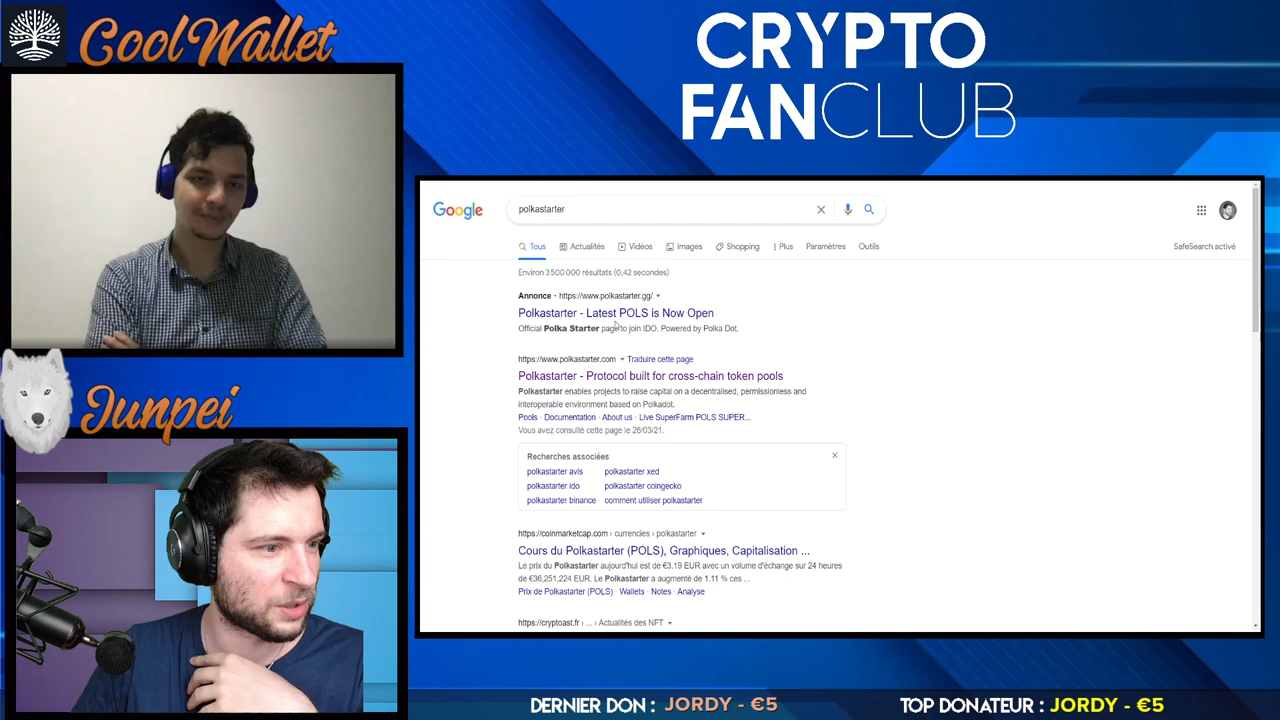 CoolWallet
CRYPTO
FANCLUB
Junpei
Google
polkastarter
Tous
Actualités
Vidéos
Images
Shopping
Plus
Paramètres
Outils
SafeSearch activé
Environ 3 500 000 résultats (0,42 secondes)
Annonce · https://www.polkastarter.gg/
Polkastarter - Latest POLS is Now Open
Official Polka Starter page to join IDO. Powered by Polka Dot.
https://www.polkastarter.com Traduire cette page
Polkastarter - Protocol built for cross-chain token pools
Polkastarter enables projects to raise capital on a decentralised, permissionless and
interoperable environment based on Polkadot.
Pools · Documentation · About us · Live SuperFarm POLS SUPER...
Vous avez consulté cette page le 26/03/21.
Recherches associées
polkastarter avis
polkastarter xed
polkastarter ido
polkastarter coingecko
polkastarter binance
comment utiliser polkastarter
https://coinmarketcap.com › currencies › polkastarter
Cours du Polkastarter (POLS), Graphiques, Capitalisation ...
Le prix du Polkastarter aujourd'hui est de €3.19 EUR avec un volume d'échange sur 24 heures
de €36,251,224 EUR. Le Polkastarter a augmenté de 1.11 % ces ...
Prix de Polkastarter (POLS) · Wallets · Notes · Analyse
https://cryptoast.fr › ... › Actualités des NFT
DERNIER DON : JORDY - €5
TOP DONATEUR : JORDY - €5